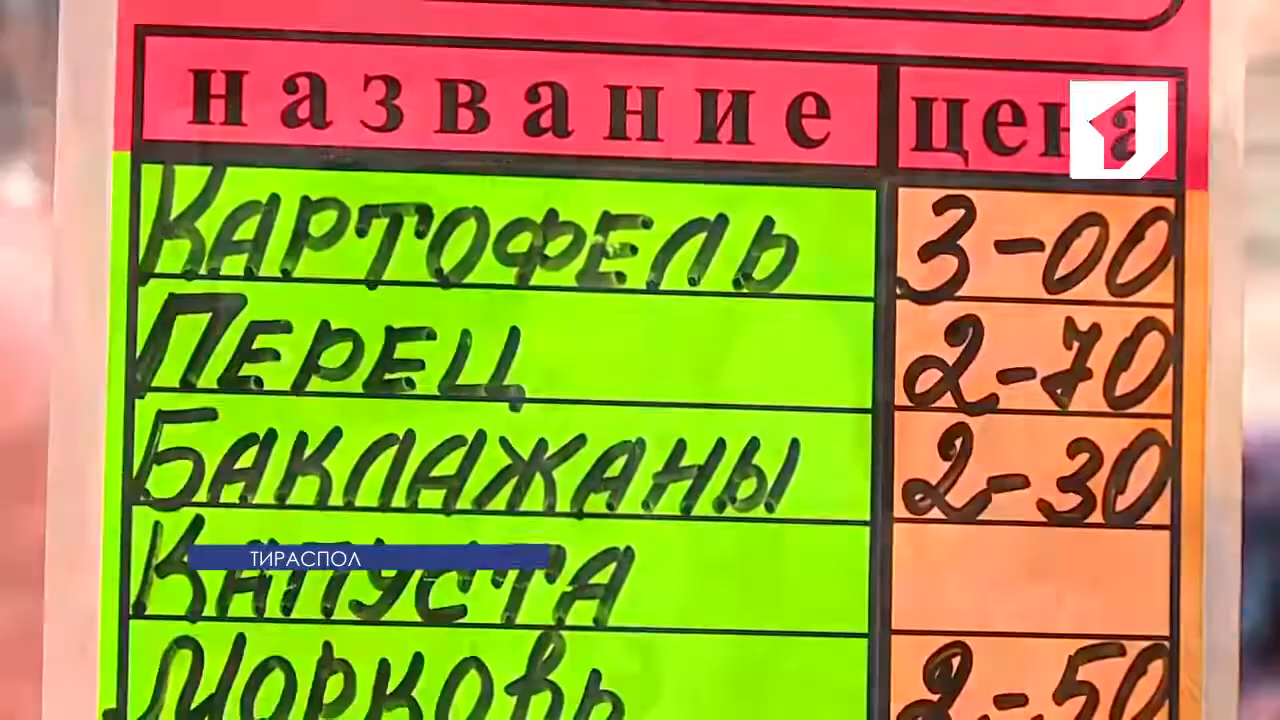 название цена
Картофель 3-00
Перец 2-70
Баклажаны 2-30
ТИРАСПОЛ
Капуста
Морковь 2-50